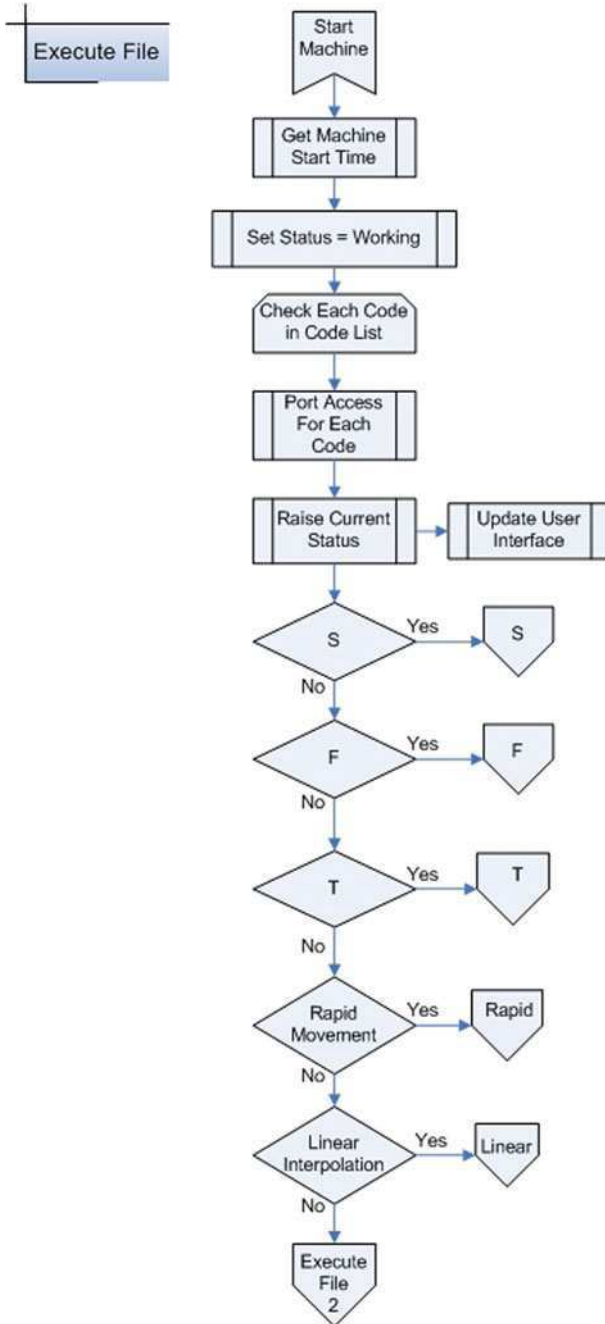 Execute File
Start
Machine
Get Machine
Start Time
Set Status = Working
Check Each Code
in Code List
Port Access
For Each
Code
Raise Current
Status
Update User
Interface
S
Yes
S
No
F
Yes
F
No
T
Yes
T
No
Rapid
Movement
Yes
Rapid
No
Linear
Interpolation
Yes
Linear
No
Execute
File
2